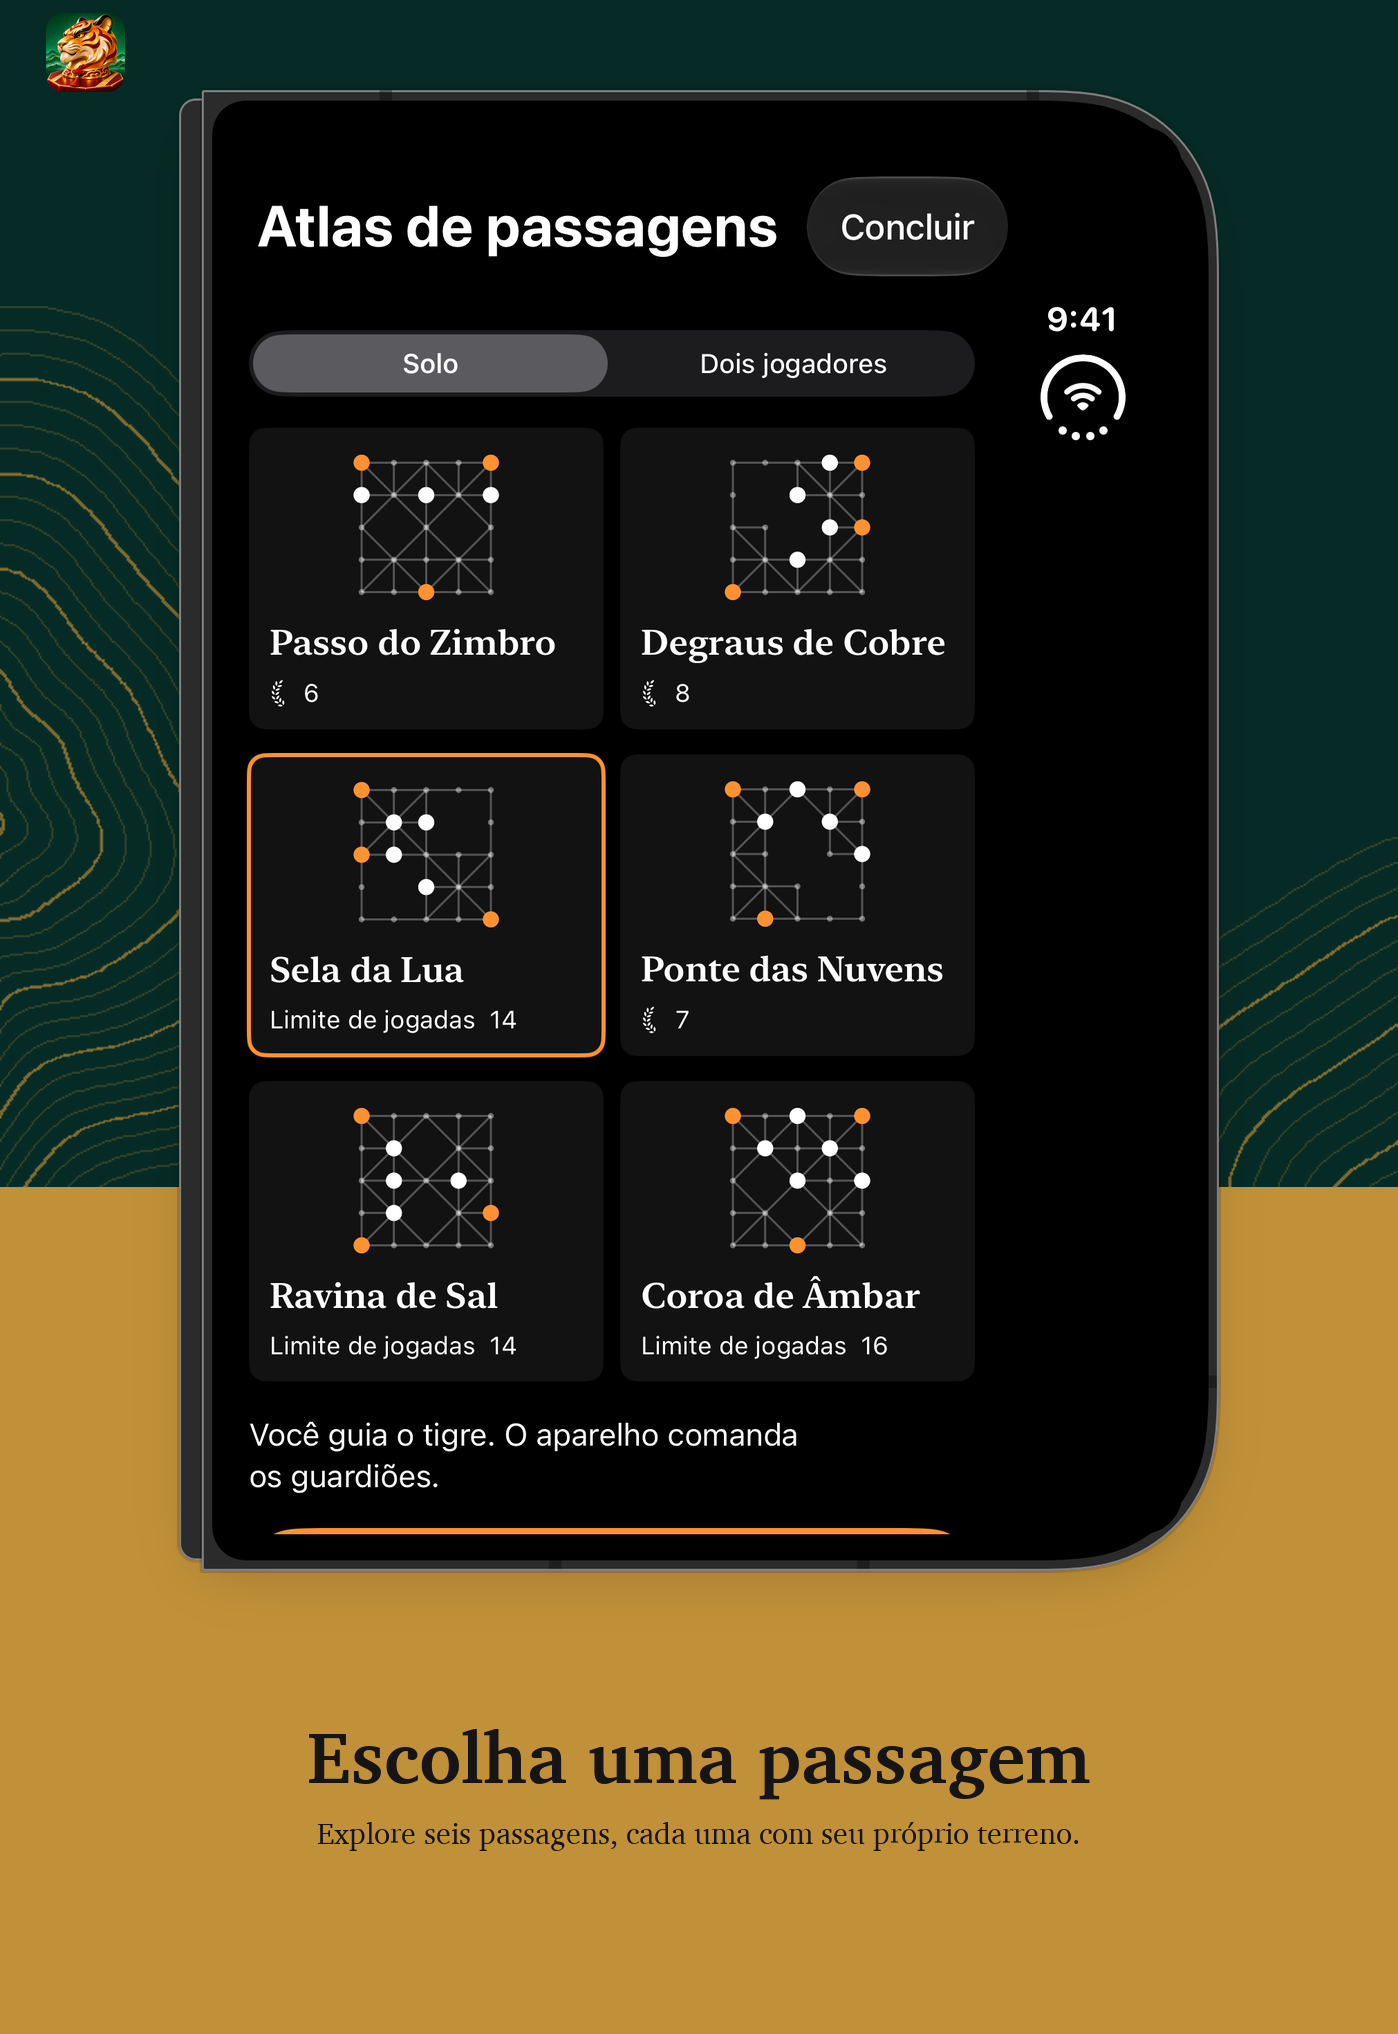 Atlas de passagens
Concluir
9:41
Solo
Dois jogadores
Passo do Zimbro
6
Degraus de Cobre
8
Sela da Lua
Limite de jogadas 14
Ponte das Nuvens
7
Ravina de Sal
Limite de jogadas 14
Coroa de Âmbar
Limite de jogadas 16
Você guia o tigre. O aparelho comanda
os guardiões.
Escolha uma passagem
Explore seis passagens, cada uma com seu próprio terreno.